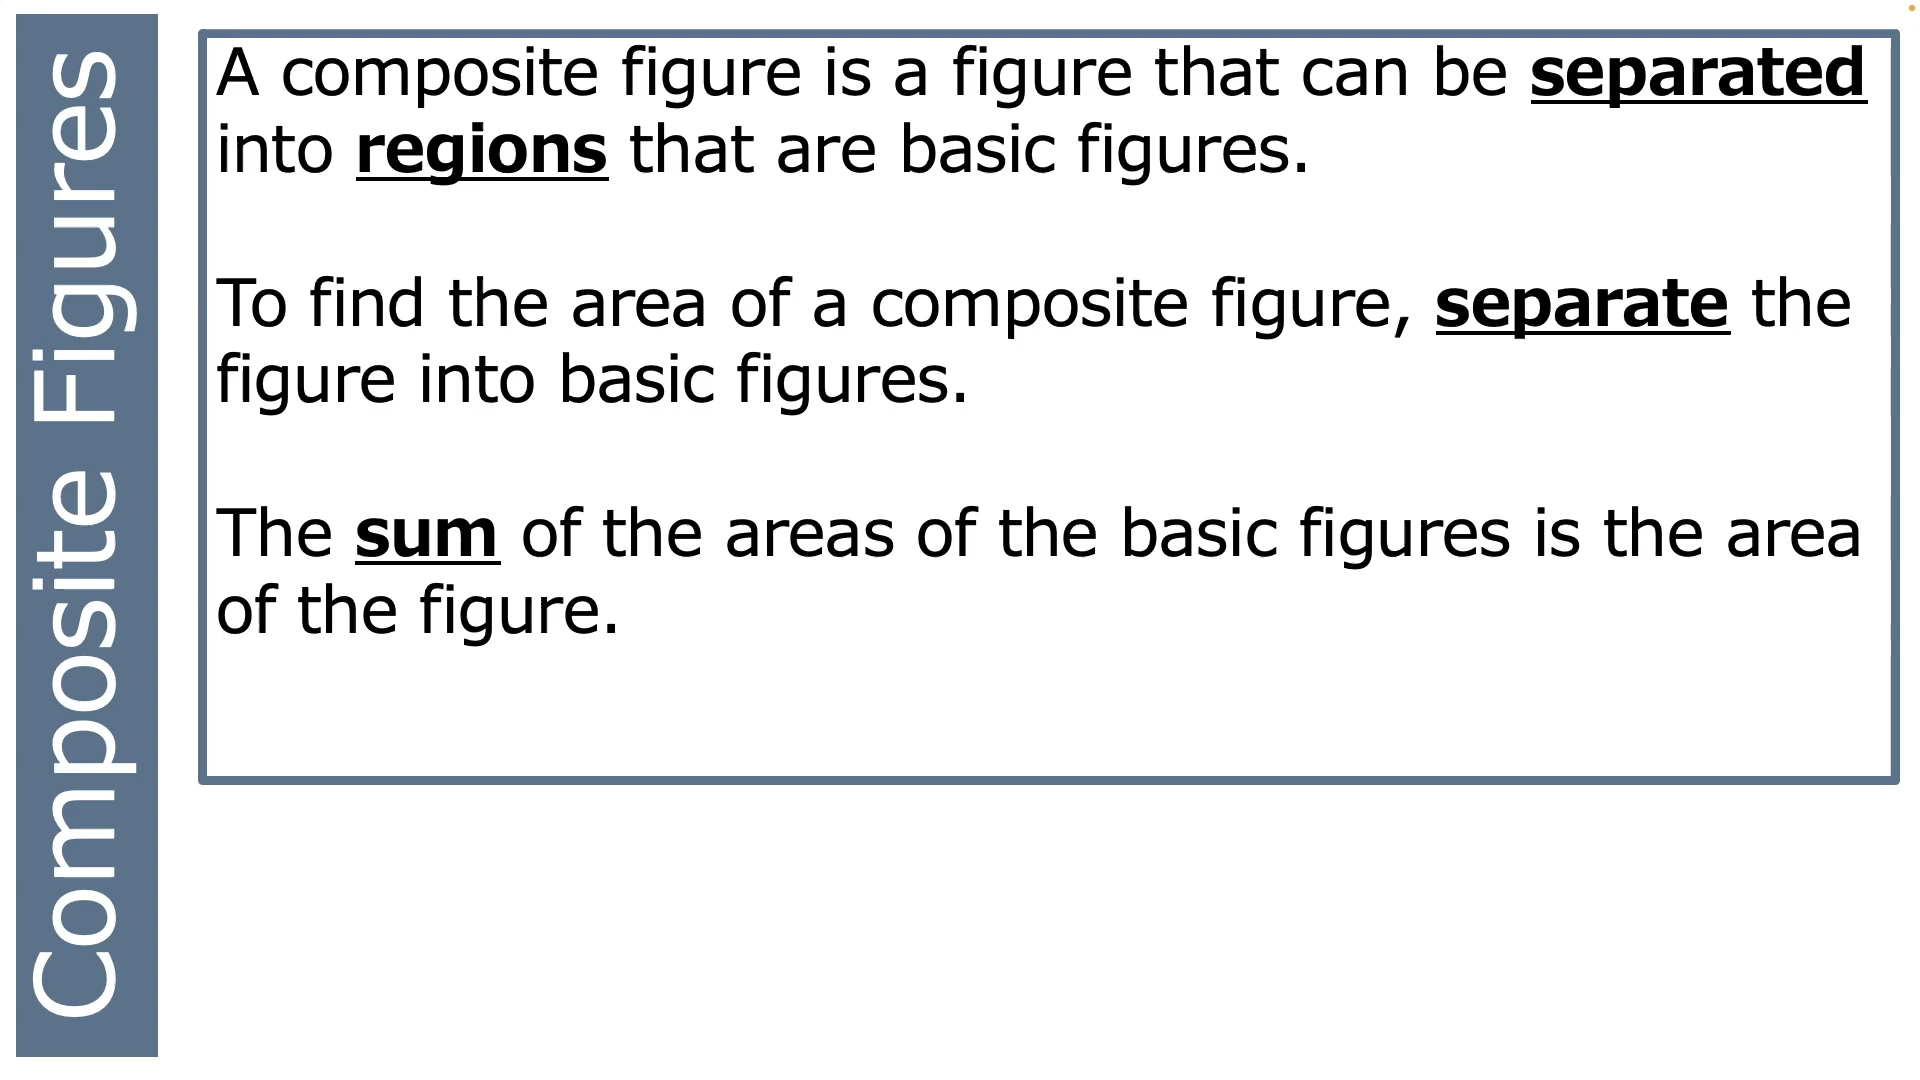 Composite Figures
A composite figure is a figure that can be separated
into regions that are basic figures.
To find the area of a composite figure, separate the
figure into basic figures.
The sum of the areas of the basic figures is the area
of the figure.